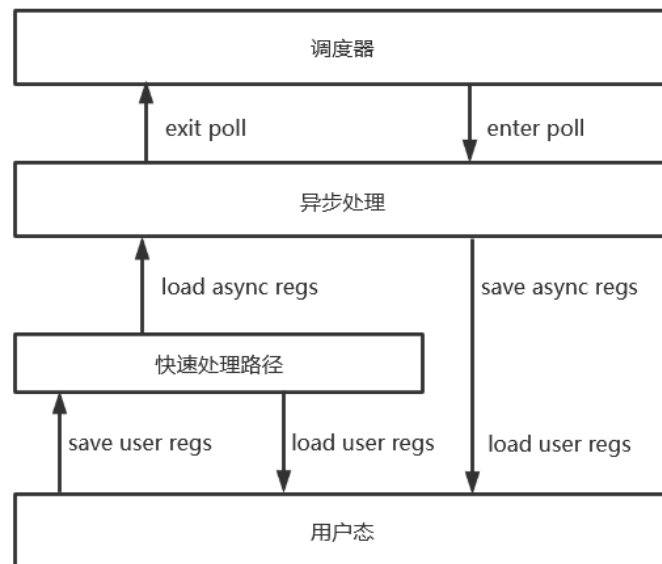 调度器
exit poll
enter poll
异步处理
load async regs
save async regs
快速处理路径
save user regs
load user regs
load user regs
用户态